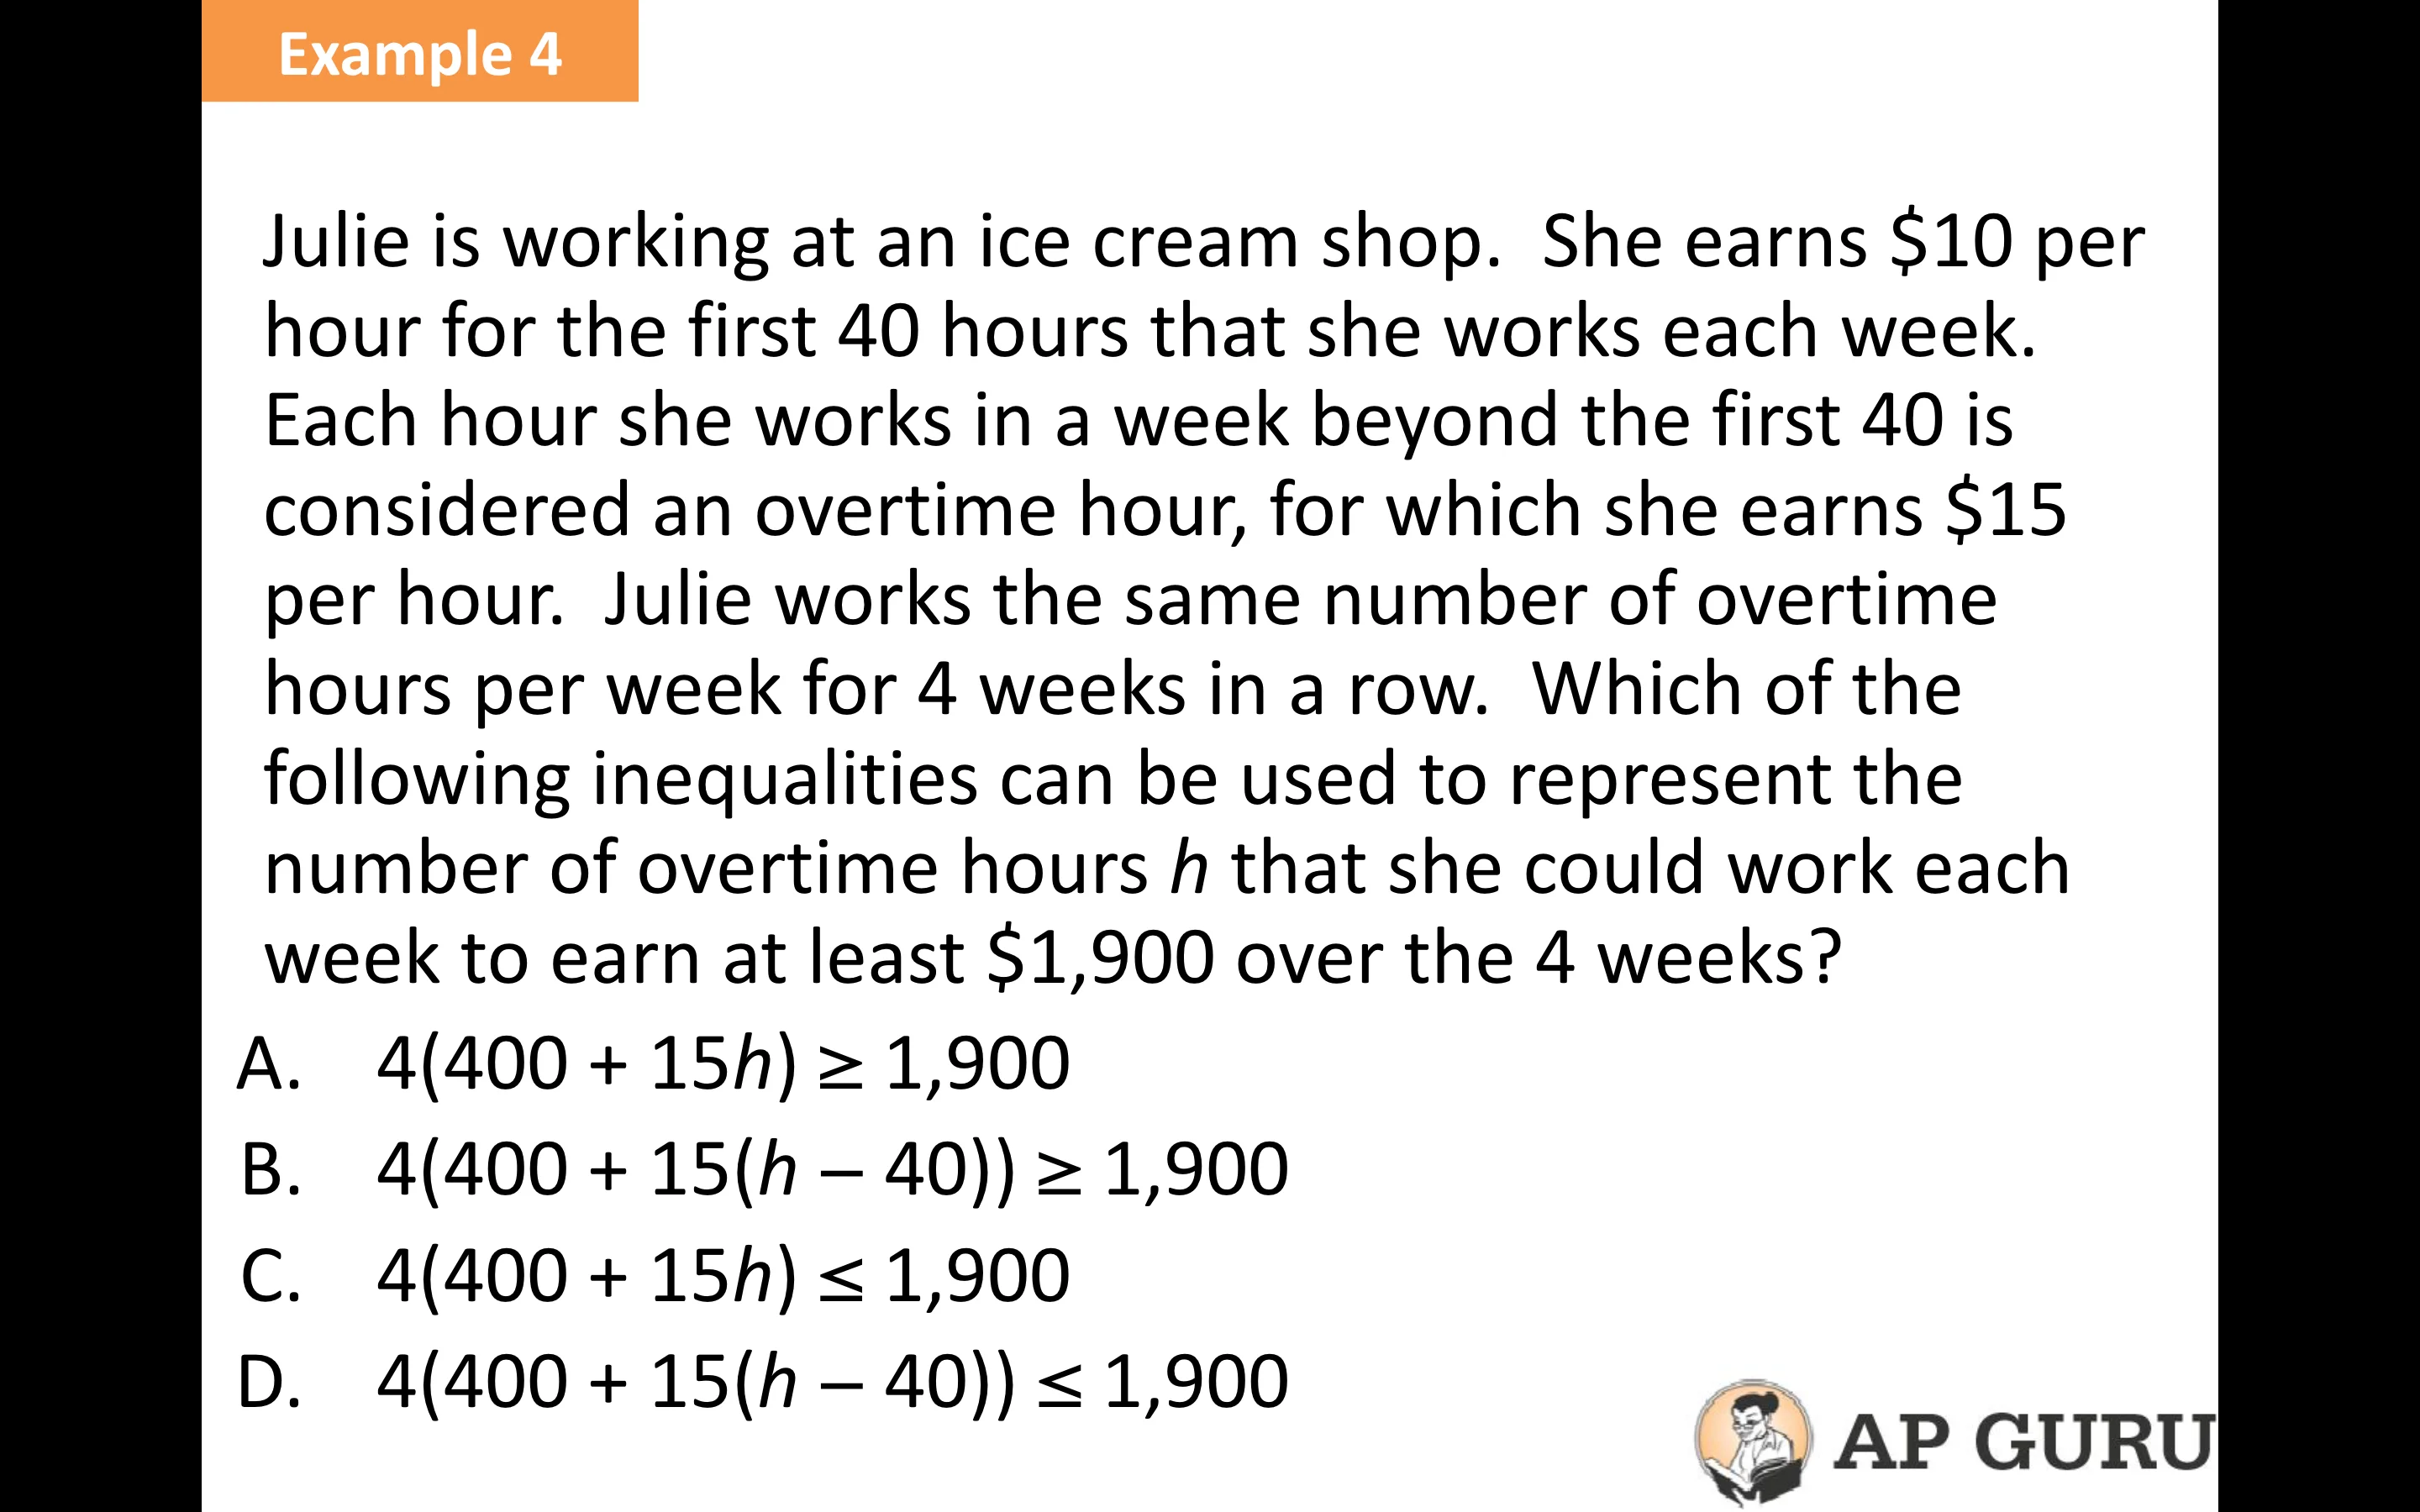 Example 4
Julie is working at an ice cream shop.  She earns $10 per
hour for the first 40 hours that she works each week.
Each hour she works in a week beyond the first 40 is
considered an overtime hour, for which she earns $15
per hour.  Julie works the same number of overtime
hours per week for 4 weeks in a row.  Which of the
following inequalities can be used to represent the
number of overtime hours h that she could work each
week to earn at least $1,900 over the 4 weeks?
A. 4(400 + 15h) ≥ 1,900
B. 4(400 + 15(h – 40)) ≥ 1,900
C. 4(400 + 15h) ≤ 1,900
D. 4(400 + 15(h – 40)) ≤ 1,900
AP GURU